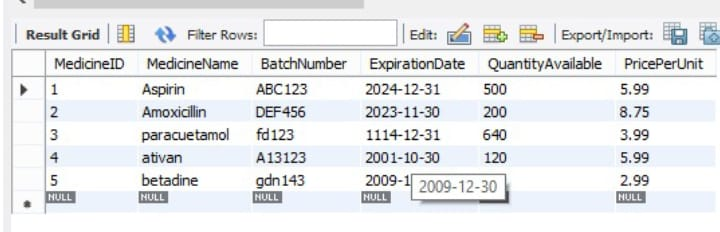 Result Grid Filter Rows: Edit: Export/Import:
MedicineID MedicineName BatchNumber ExpirationDate QuantityAvailable PricePerUnit
1 Aspirin ABC123 2024-12-31 500 5.99
2 Amoxicillin DEF456 2023-11-30 200 8.75
3 paracuetamol fd123 1114-12-31 640 3.99
4 ativan A13123 2001-10-30 120 5.99
5 betadine gdn143 2009-1 2009-12-30 2.99
NULL NULL NULL NULL NULL